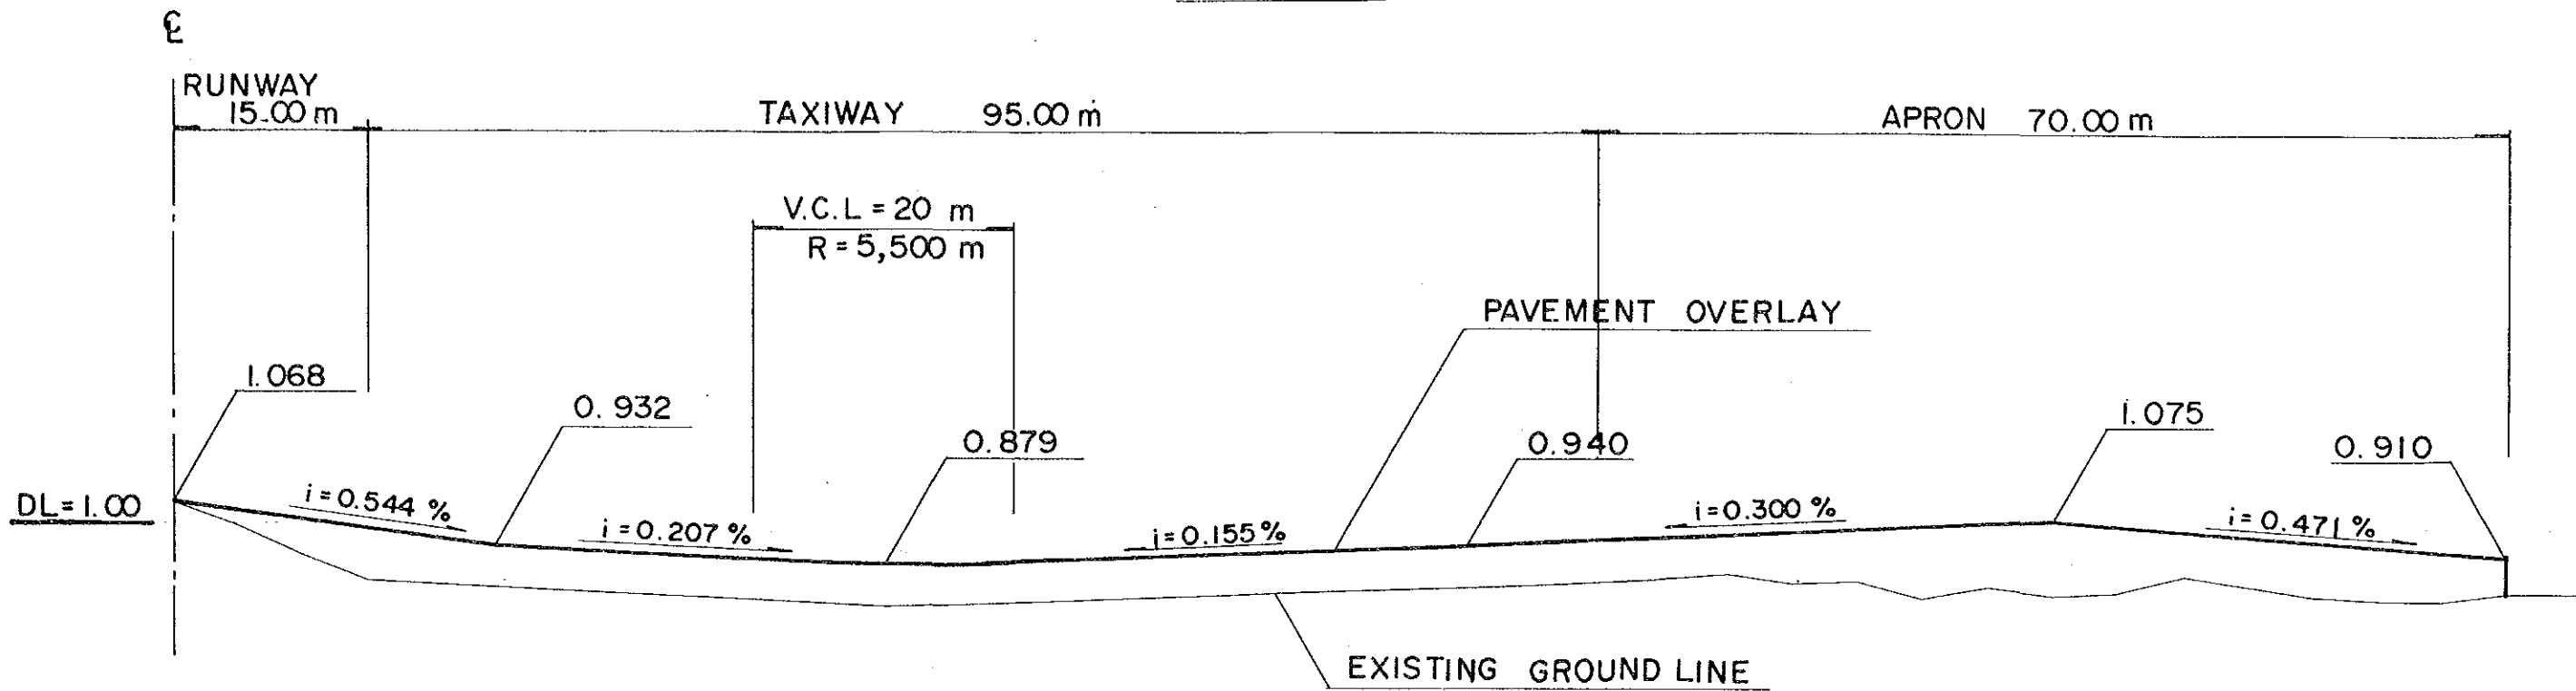 ℄
RUNWAY
15.00 m
TAXIWAY 95.00 m
APRON 70.00 m
V.C.L = 20 m
R = 5,500 m
PAVEMENT OVERLAY
1.068
0.932
0.879
0.940
1.075
0.910
DL=1.00
i=0.544 %
i=0.207 %
i=0.155%
i=0.300 %
i=0.471 %
EXISTING GROUND LINE